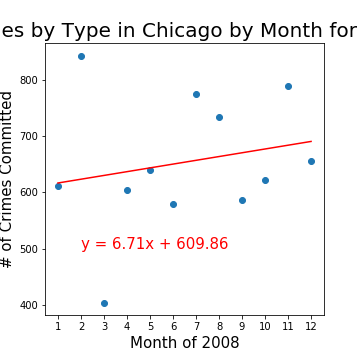 es by Type in Chicago by Month for
# of Crimes Committed
800
700
600
500
400
y = 6.71x + 609.86
1 2 3 4 5 6 7 8 9 10 11 12
Month of 2008